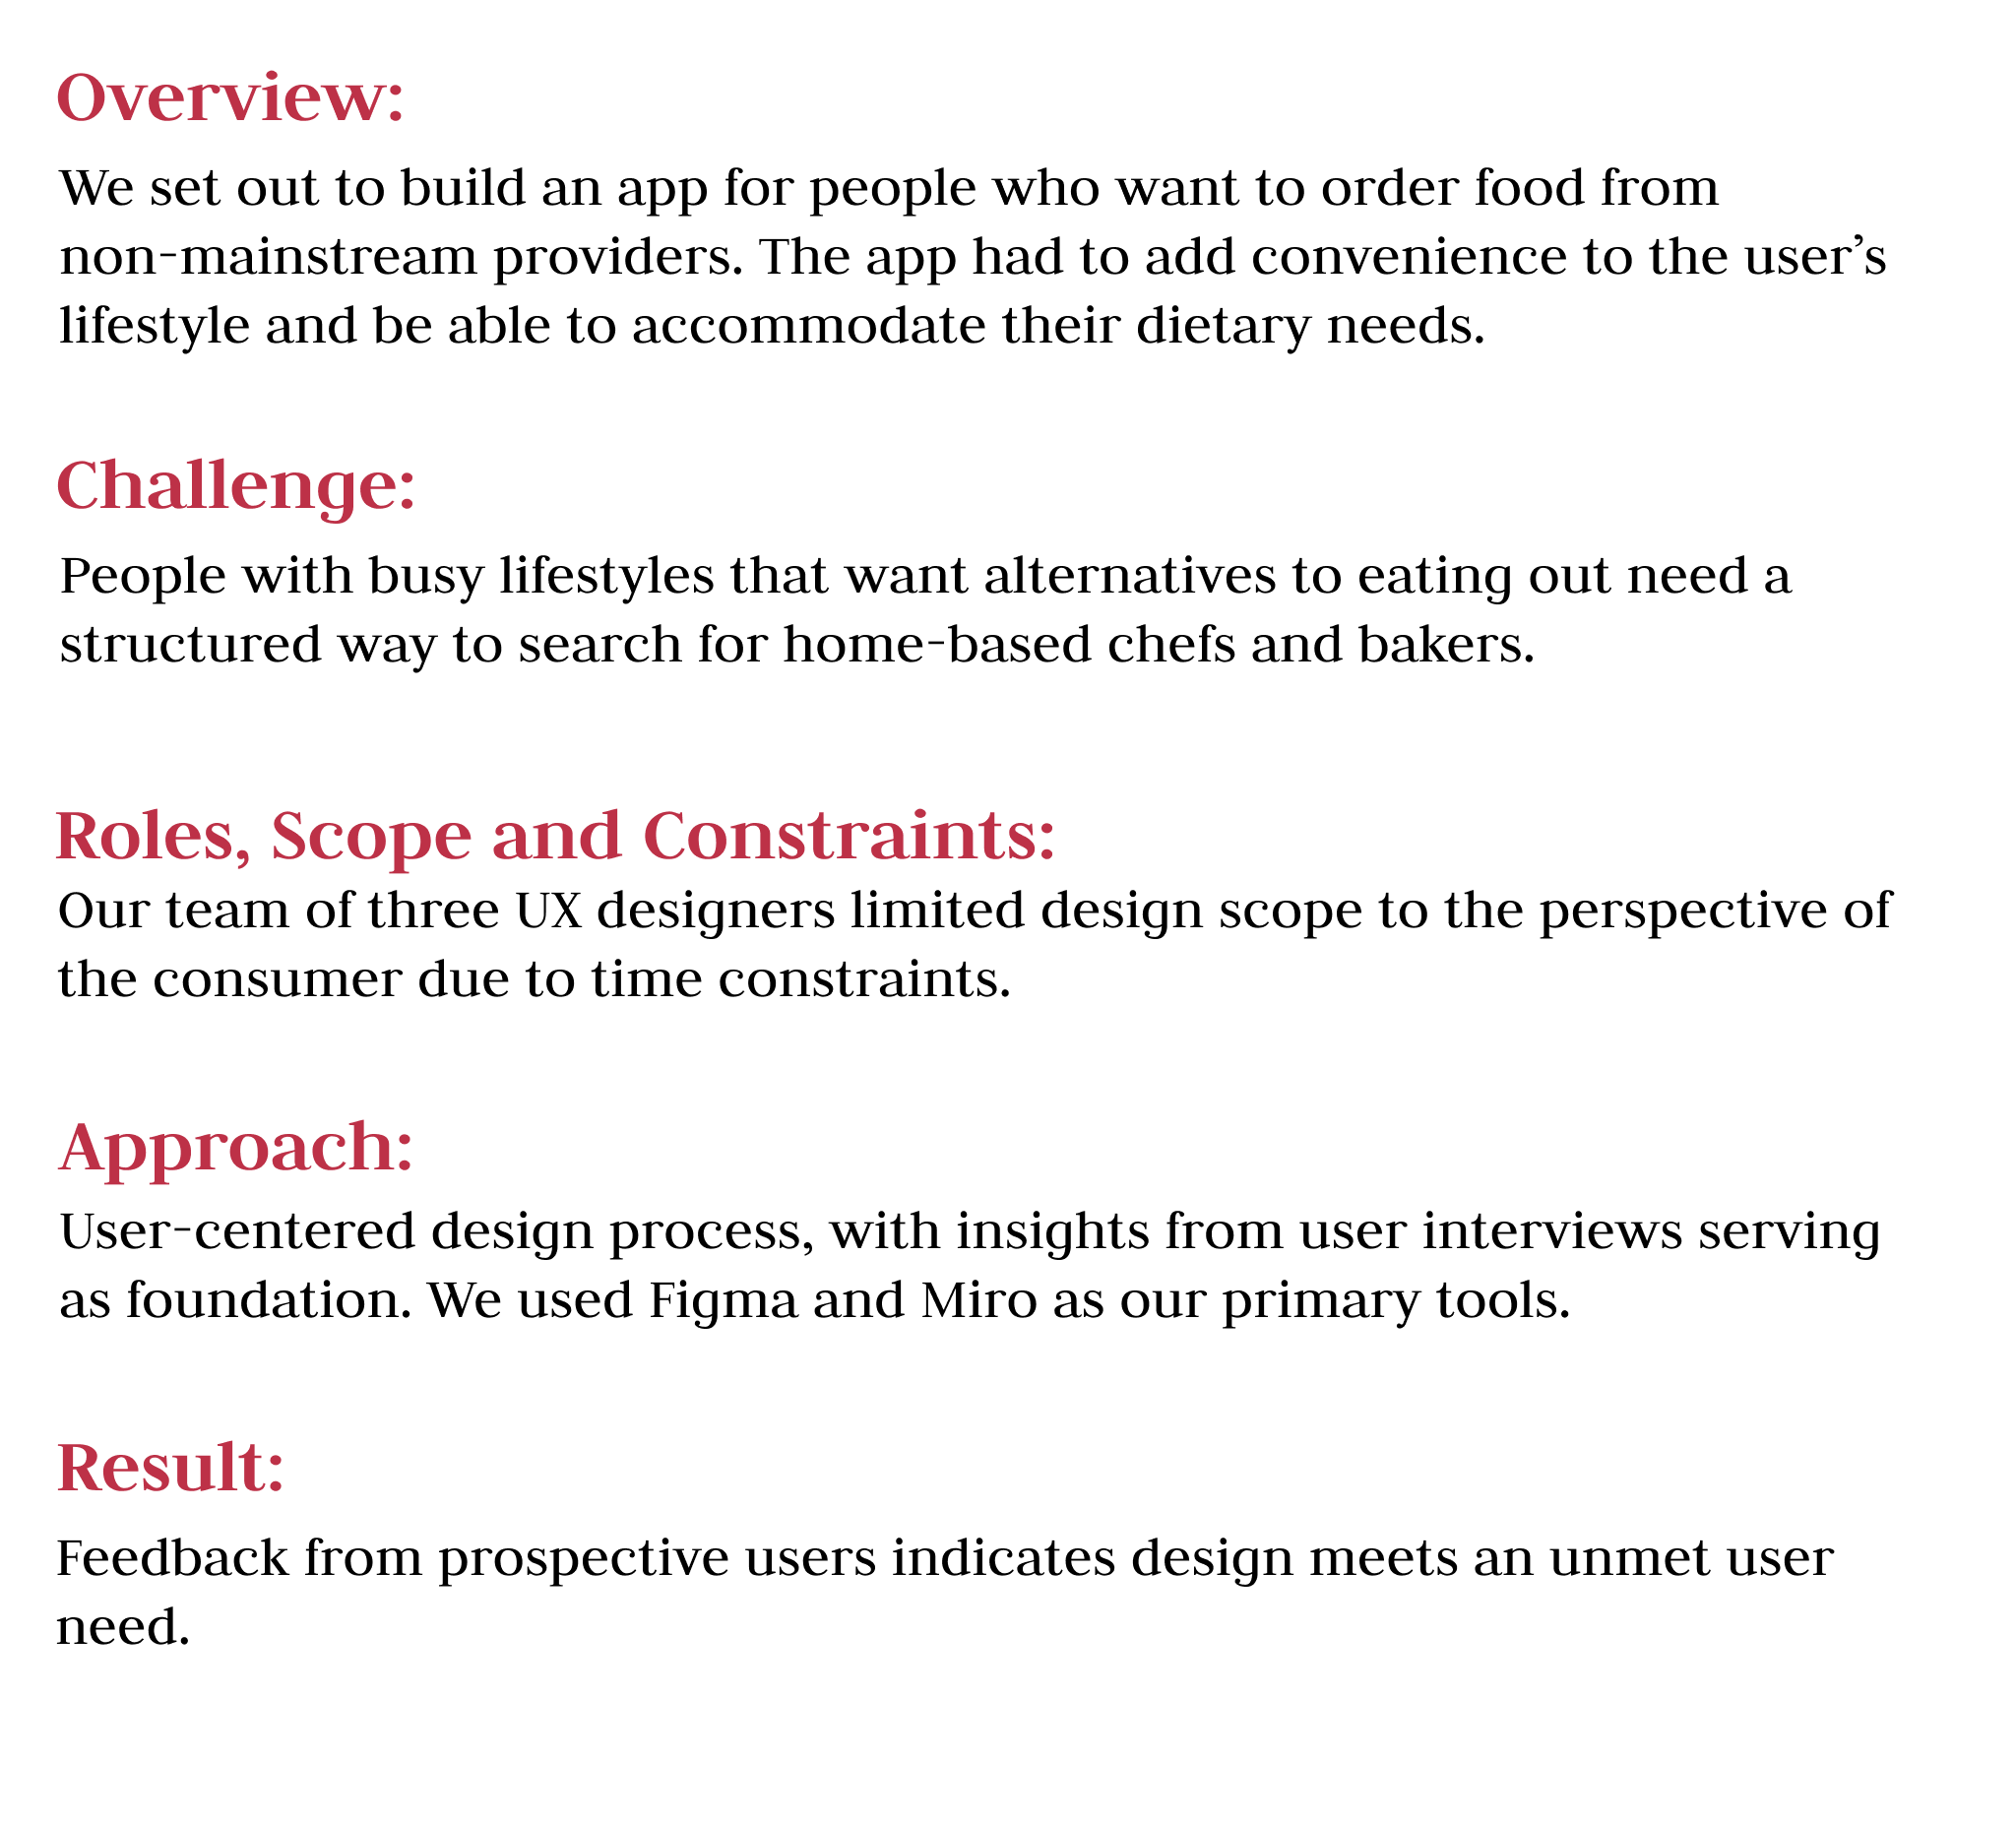 Overview:
We set out to build an app for people who want to order food from
non-mainstream providers. The app had to add convenience to the user’s
lifestyle and be able to accommodate their dietary needs.
Challenge:
People with busy lifestyles that want alternatives to eating out need a
structured way to search for home-based chefs and bakers.
Roles, Scope and Constraints:
Our team of three UX designers limited design scope to the perspective of
the consumer due to time constraints.
Approach:
User-centered design process, with insights from user interviews serving
as foundation. We used Figma and Miro as our primary tools.
Result:
Feedback from prospective users indicates design meets an unmet user
need.